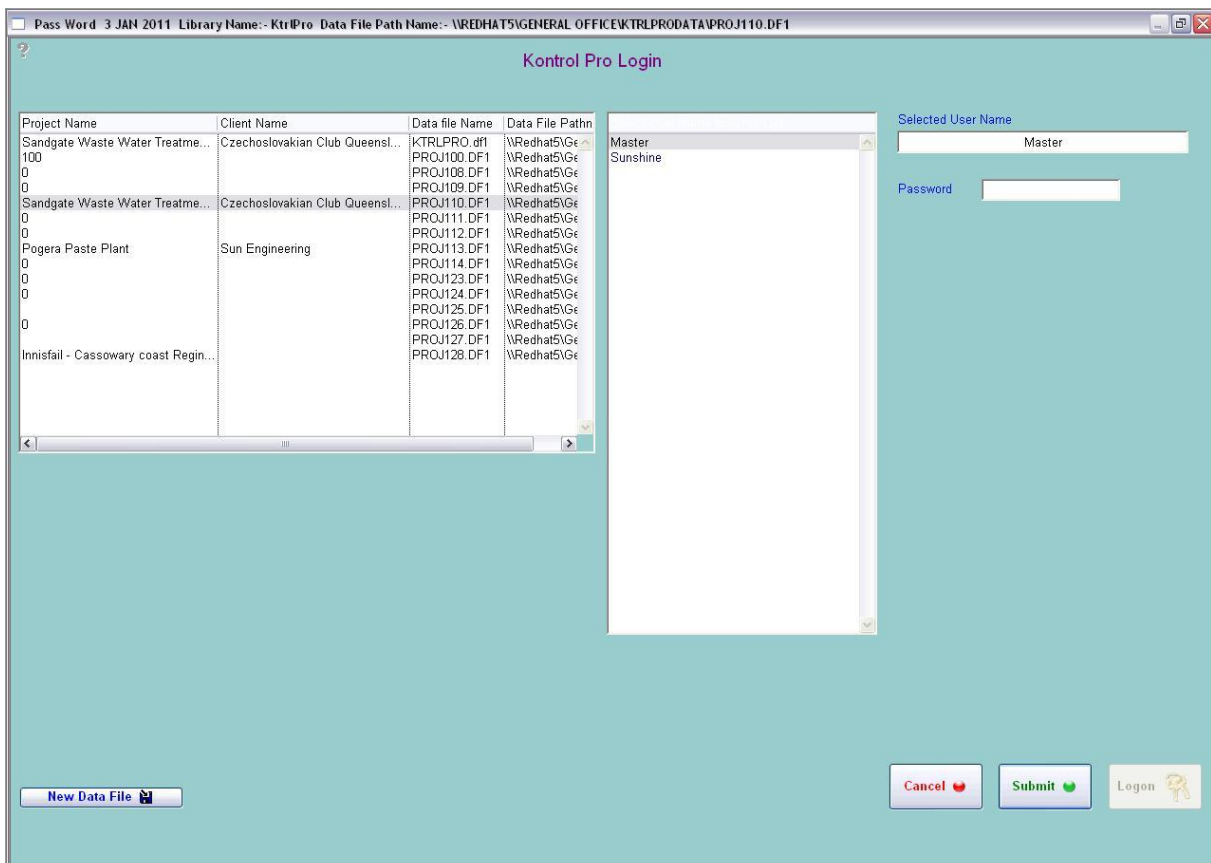 Pass Word 3 JAN 2011 Library Name:- KtrlPro Data File Path Name:- \\REDHAT5\GENERAL OFFICE\KTRLPRODATA\PROJ110.DF1
?
Kontrol Pro Login
Project Name Client Name Data file Name Data File Pathn
Sandgate Waste Water Treatme... Czechoslovakian Club Queensl... KTRLPRO.df1 \\Redhat5\Ge
100 PROJ100.DF1 \\Redhat5\Ge
0 PROJ108.DF1 \\Redhat5\Ge
0 PROJ109.DF1 \\Redhat5\Ge
Sandgate Waste Water Treatme... Czechoslovakian Club Queensl... PROJ110.DF1 \\Redhat5\Ge
0 PROJ111.DF1 \\Redhat5\Ge
0 PROJ112.DF1 \\Redhat5\Ge
Pogera Paste Plant Sun Engineering PROJ113.DF1 \\Redhat5\Ge
0 PROJ114.DF1 \\Redhat5\Ge
0 PROJ123.DF1 \\Redhat5\Ge
0 PROJ124.DF1 \\Redhat5\Ge
PROJ125.DF1 \\Redhat5\Ge
0 PROJ126.DF1 \\Redhat5\Ge
PROJ127.DF1 \\Redhat5\Ge
Innisfail - Cassowary coast Regin... PROJ128.DF1 \\Redhat5\Ge
Master
Sunshine
Selected User Name
Master
Password
New Data File
Cancel
Submit
Logon